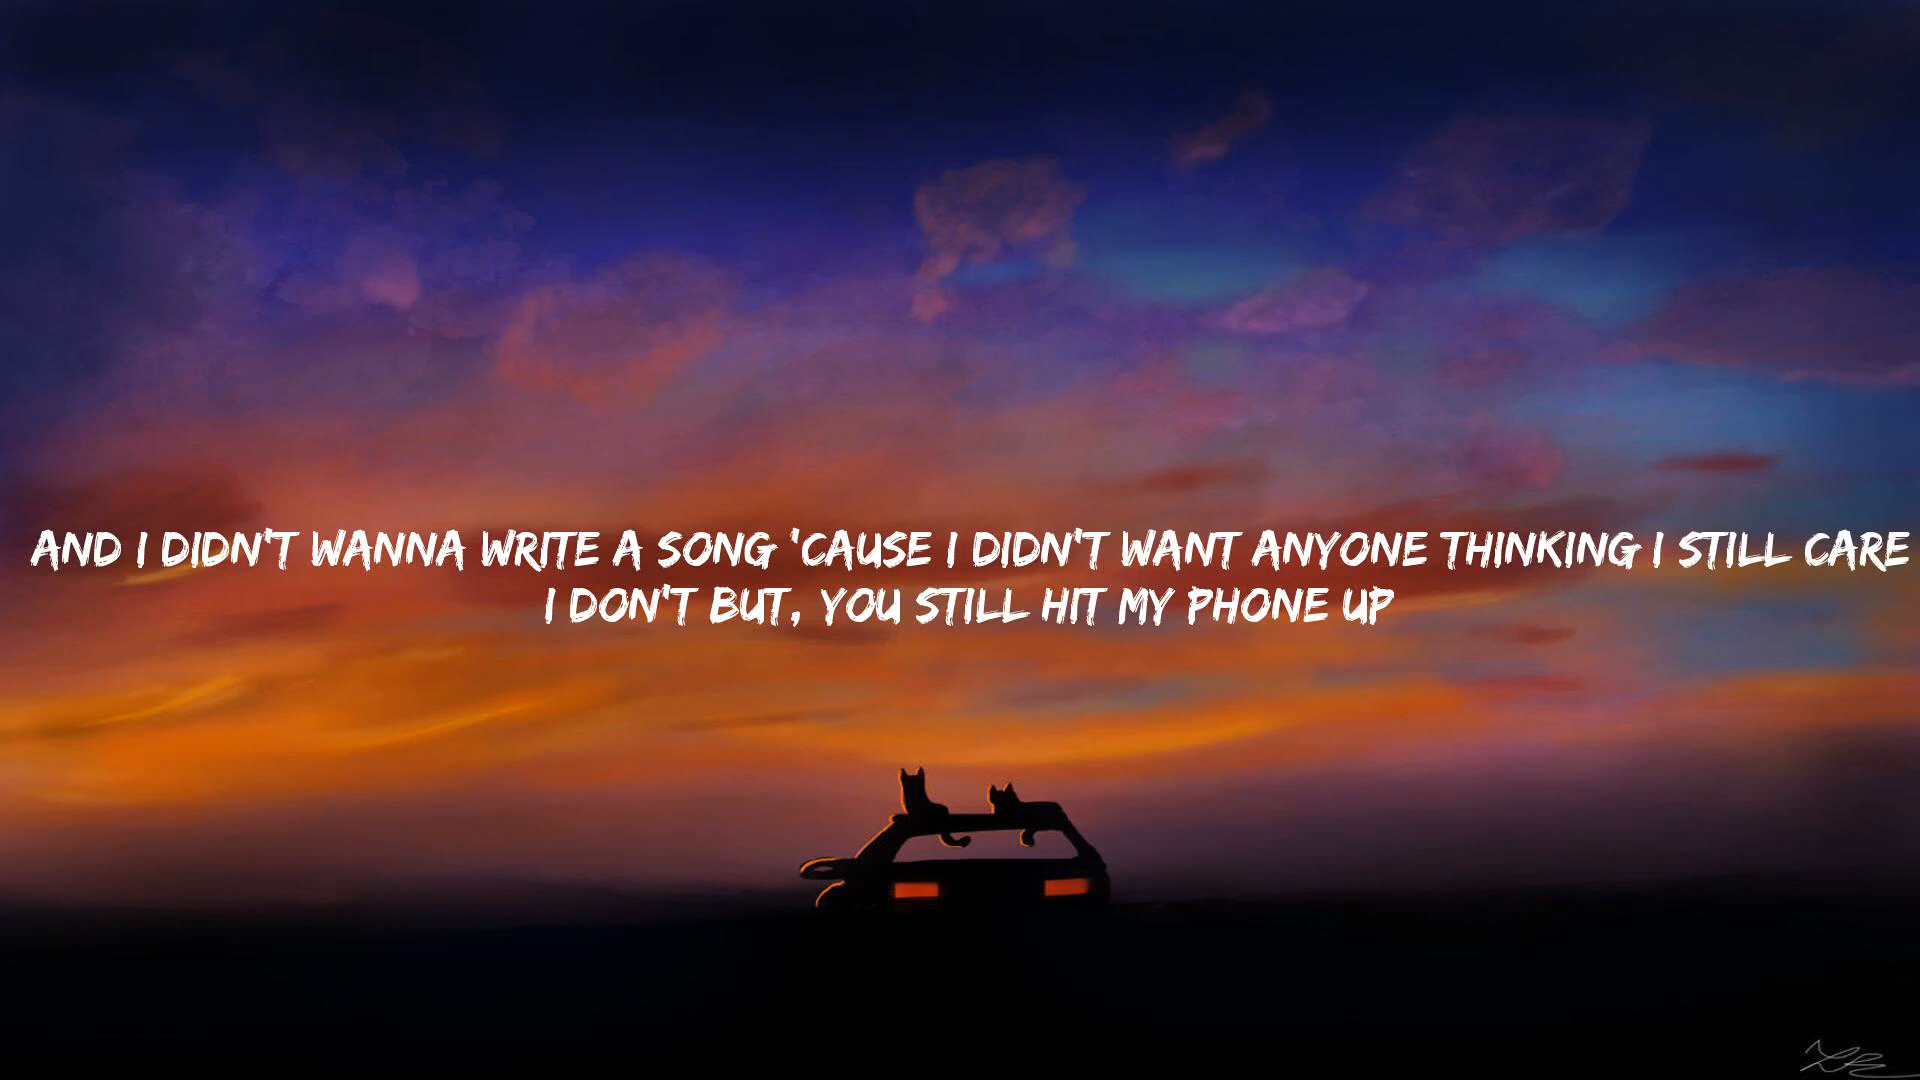 AND I DIDN'T WANNA WRITE A SONG 'CAUSE I DIDN'T WANT ANYONE THINKING I STILL CARE
I DON'T BUT, YOU STILL HIT MY PHONE UP